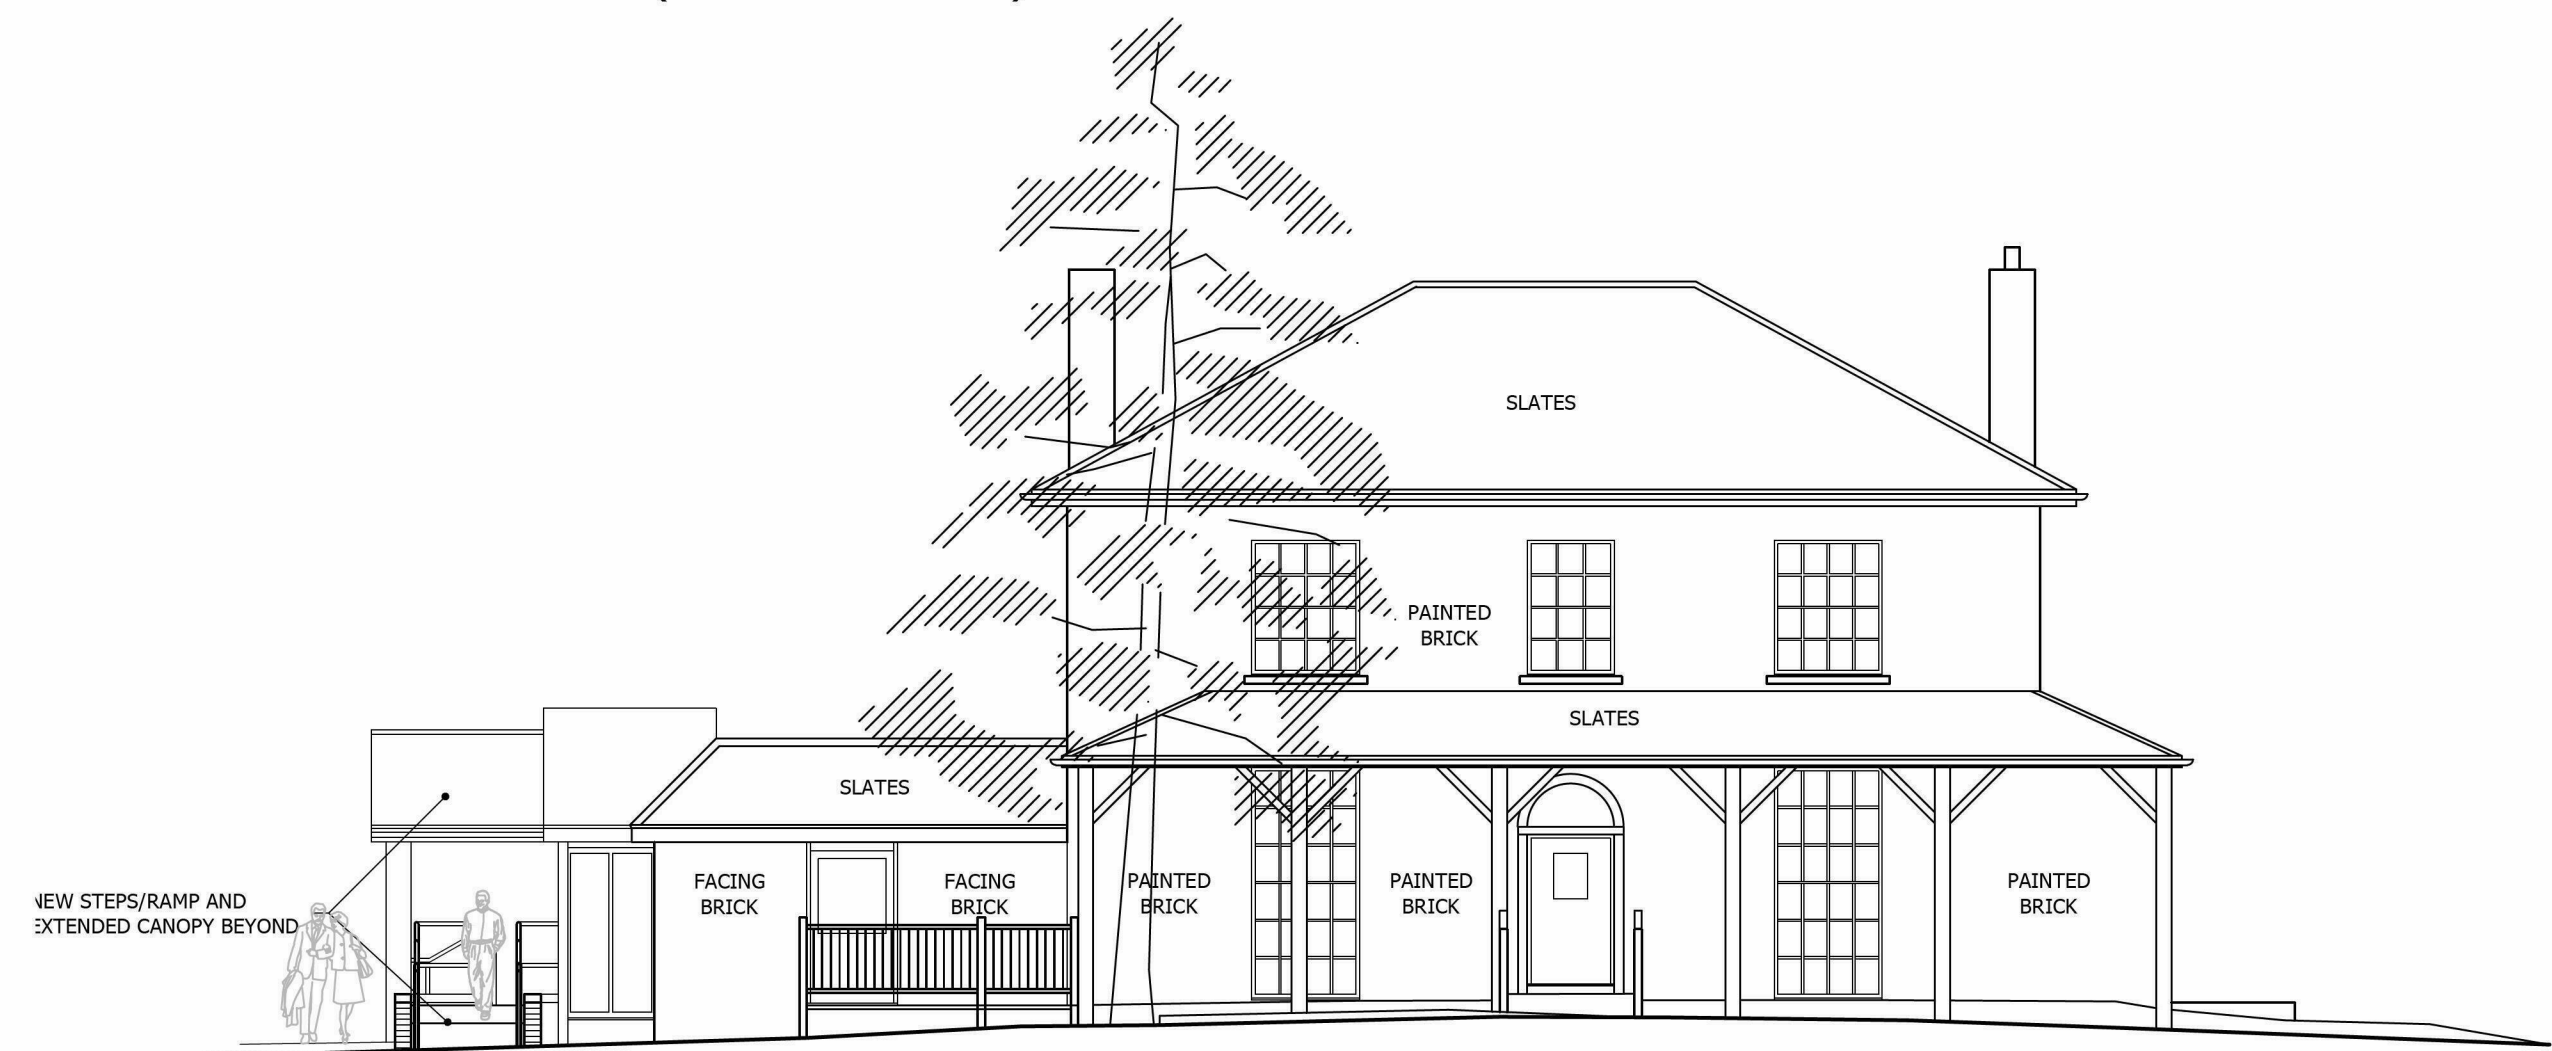 SLATES
PAINTED
BRICK
SLATES
SLATES
FACING
BRICK
FACING
BRICK
PAINTED
BRICK
PAINTED
BRICK
PAINTED
BRICK
NEW STEPS/RAMP AND
EXTENDED CANOPY BEYOND